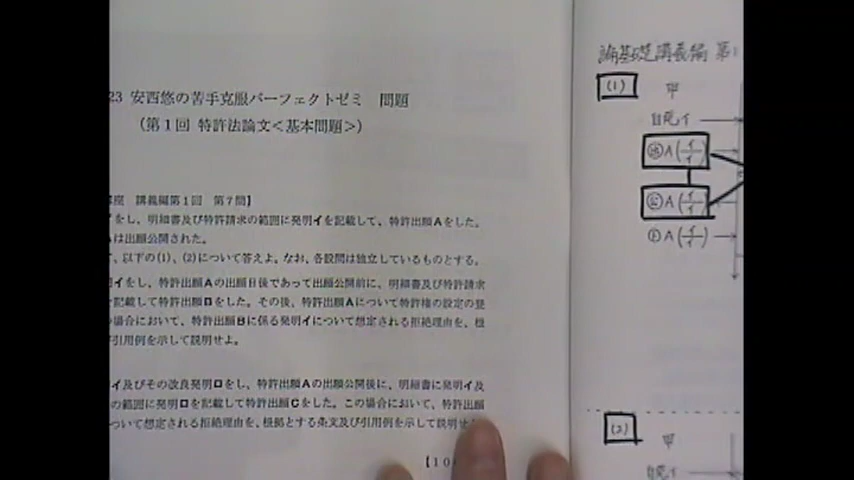 23 安西悠の苦手克服パーフェクトゼミ 問題
(第1回 特許法論文<基本問題>)
講義編第1回 第7問】
をし、明細書及び特許請求の範囲に発明イを記載して、特許出願Aをした。
は出願公開された。
、以下の(1)、(2)について答えよ。なお、各設問は独立しているものとする。
イをし、特許出願Aの出願日後であって出願公開前に、明細書及び特許請求
を記載して特許出願Bをした。その後、特許出願Aについて特許権の設定の登
場合において、特許出願Bに係る発明イについて想定される拒絶理由を、根
び引用例を示して説明せよ。
イ及びその改良発明ロをし、特許出願Aの出願公開後に、明細書に発明イ及
の範囲に発明ロを記載して特許出願Cをした。この場合において、特許出願
ついて想定される拒絶理由を、根拠とする条文及び引用例を示して説明せ
【10
論基礎講義編 第1
(1) 甲
自発イ
A(イ/イ)
公A(イ/イ)
A(イ/イ)
(2) 甲
自発イ